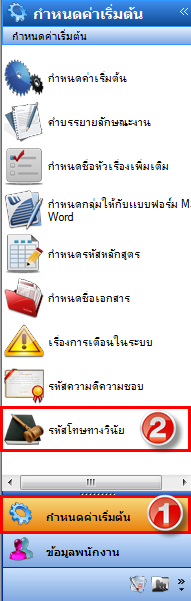 กำหนดค่าเริ่มต้น
กำหนดค่าเริ่มต้น
กำหนดค่าเริ่มต้น
คำบรรยายลักษณะงาน
กำหนดชื่อหัวเรื่องเพิ่มเติม
กำหนดกลุ่มให้กับแบบฟอร์ม MS
Word
กำหนดรหัสหลักสูตร
กำหนดชื่อเอกสาร
เรื่องการเตือนในระบบ
รหัสความดีความชอบ
รหัสโทษทางวินัย
2
กำหนดค่าเริ่มต้น
1
ข้อมูลพนักงาน